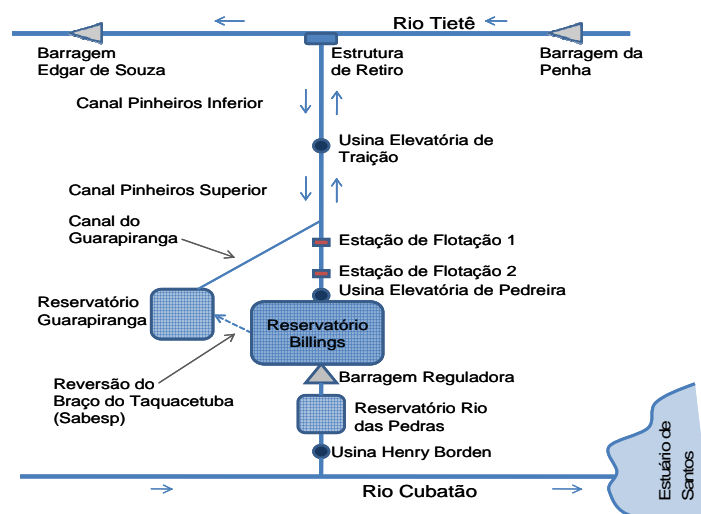 Rio Tietê
Barragem
Edgar de Souza
Estrutura
de Retiro
Barragem da
Penha
Canal Pinheiros Inferior
Usina Elevatória de
Traição
Canal Pinheiros Superior
Canal do
Guarapiranga
Estação de Flotação 1
Estação de Flotação 2
Usina Elevatória de Pedreira
Reservatório
Guarapiranga
Reservatório
Billings
Barragem Reguladora
Reversão do
Braço do Taquacetuba
(Sabesp)
Reservatório Rio
das Pedras
Usina Henry Borden
Rio Cubatão
Estuário de
Santos